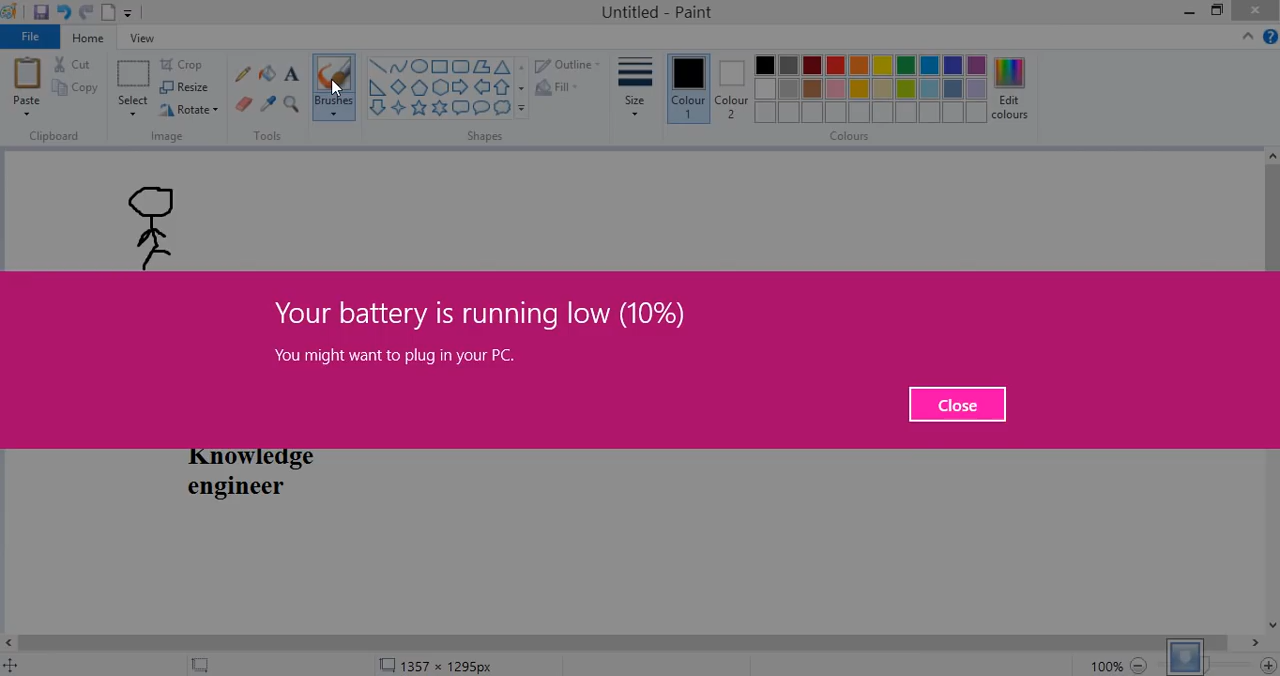 Untitled - Paint
File
Home
View
Cut
Copy
Paste
Clipboard
Crop
Resize
Rotate
Select
Image
A
Tools
Brushes
Outline
Fill
Shapes
Size
Colour 1
Colour 2
Edit colours
Colours
Your battery is running low (10%)
You might want to plug in your PC.
Close
Knowledge
engineer
1357 × 1295px
100%